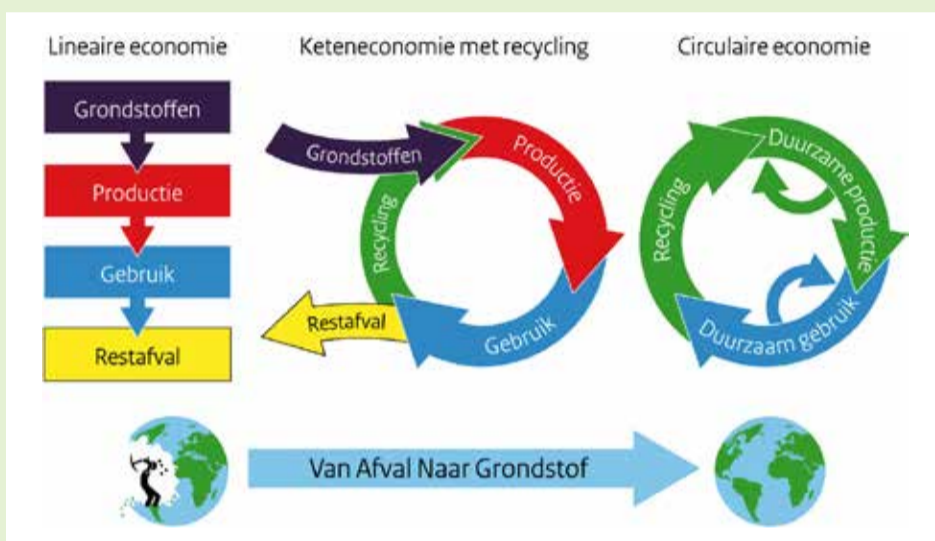 Lineaire economie
Grondstoffen
Productie
Gebruik
Restafval
Keteneconomie met recycling
Grondstoffen
Productie
Gebruik
Recycling
Restafval
Circulaire economie
Duurzame productie
Duurzaam gebruik
Recycling
Van Afval Naar Grondstof